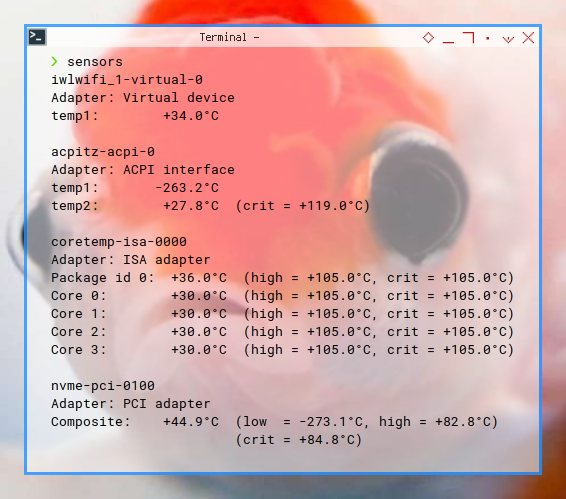 Terminal -
❯ sensors
iwlwifi_1-virtual-0
Adapter: Virtual device
temp1:        +34.0°C

acpitz-acpi-0
Adapter: ACPI interface
temp1:       -263.2°C
temp2:        +27.8°C  (crit = +119.0°C)

coretemp-isa-0000
Adapter: ISA adapter
Package id 0:  +36.0°C  (high = +105.0°C, crit = +105.0°C)
Core 0:        +30.0°C  (high = +105.0°C, crit = +105.0°C)
Core 1:        +30.0°C  (high = +105.0°C, crit = +105.0°C)
Core 2:        +30.0°C  (high = +105.0°C, crit = +105.0°C)
Core 3:        +30.0°C  (high = +105.0°C, crit = +105.0°C)

nvme-pci-0100
Adapter: PCI adapter
Composite:    +44.9°C  (low  = -273.1°C, high = +82.8°C)
                       (crit = +84.8°C)